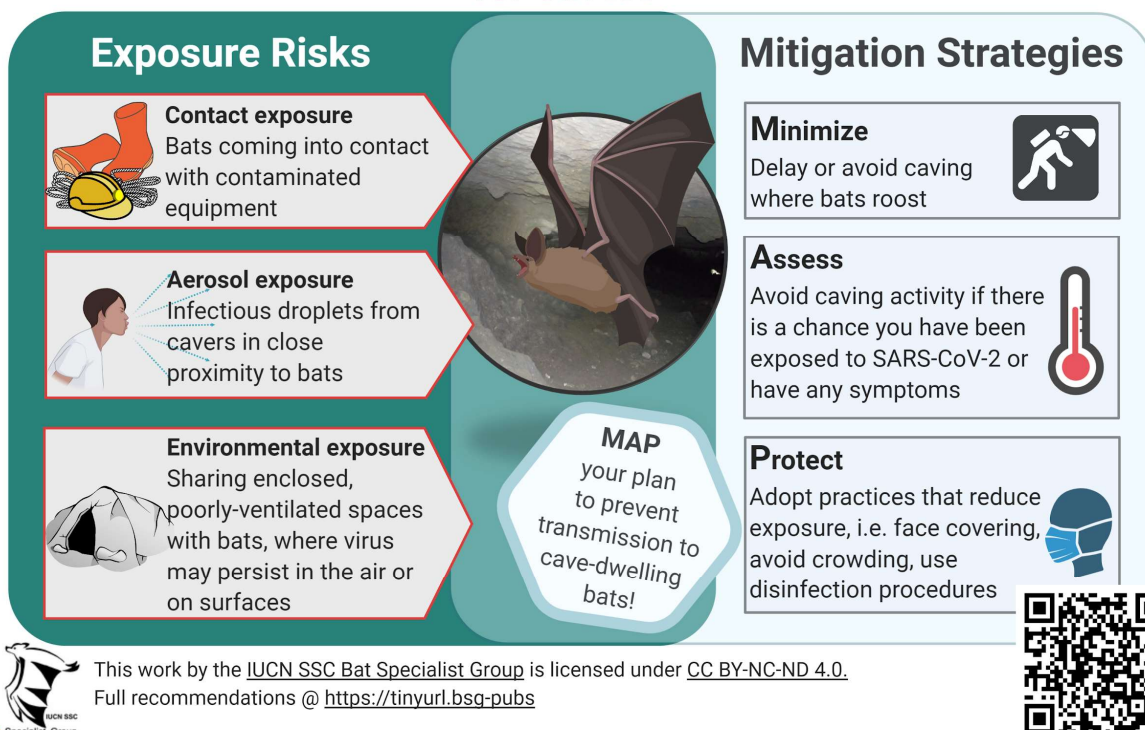 Exposure Risks
Contact exposure
Bats coming into contact
with contaminated
equipment
Aerosol exposure
Infectious droplets from
cavers in close
proximity to bats
Environmental exposure
Sharing enclosed,
poorly-ventilated spaces
with bats, where virus
may persist in the air or
on surfaces
MAP
your plan
to prevent
transmission to
cave-dwelling
bats!
Mitigation Strategies
Minimize
Delay or avoid caving
where bats roost
Assess
Avoid caving activity if there
is a chance you have been
exposed to SARS-CoV-2 or
have any symptoms
Protect
Adopt practices that reduce
exposure, i.e. face covering,
avoid crowding, use
disinfection procedures
IUCN SSC
This work by the IUCN SSC Bat Specialist Group is licensed under CC BY-NC-ND 4.0.
Full recommendations @ https://tinyurl.bsg-pubs